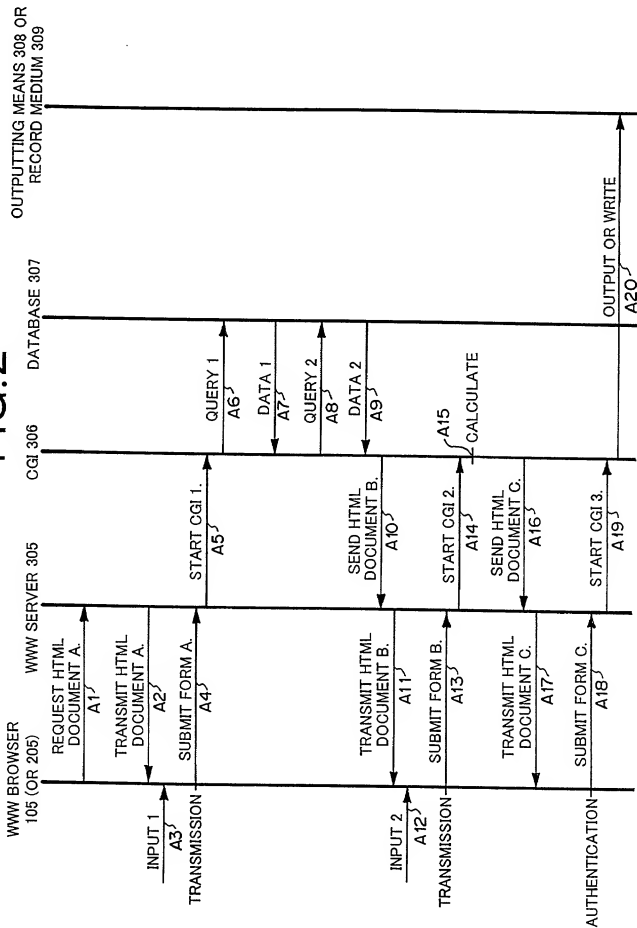 FIG.2
WWW BROWSER
105 (OR 205)
WWW SERVER 305
CGI 306
DATABASE 307
OUTPUTTING MEANS 308 OR
RECORD MEDIUM 309
REQUEST HTML
DOCUMENT A.
A1
TRANSMIT HTML
DOCUMENT A.
A2
INPUT 1
A3
TRANSMISSION
SUBMIT FORM A.
A4
START CGI 1.
A5
QUERY 1
A6
DATA 1
A7
QUERY 2
A8
DATA 2
A9
SEND HTML
DOCUMENT B.
A10
TRANSMIT HTML
DOCUMENT B.
A11
INPUT 2
A12
TRANSMISSION
SUBMIT FORM B.
A13
START CGI 2.
A14
A15
CALCULATE
SEND HTML
DOCUMENT C.
A16
TRANSMIT HTML
DOCUMENT C.
A17
AUTHENTICATION
SUBMIT FORM C.
A18
START CGI 3.
A19
OUTPUT OR WRITE
A20